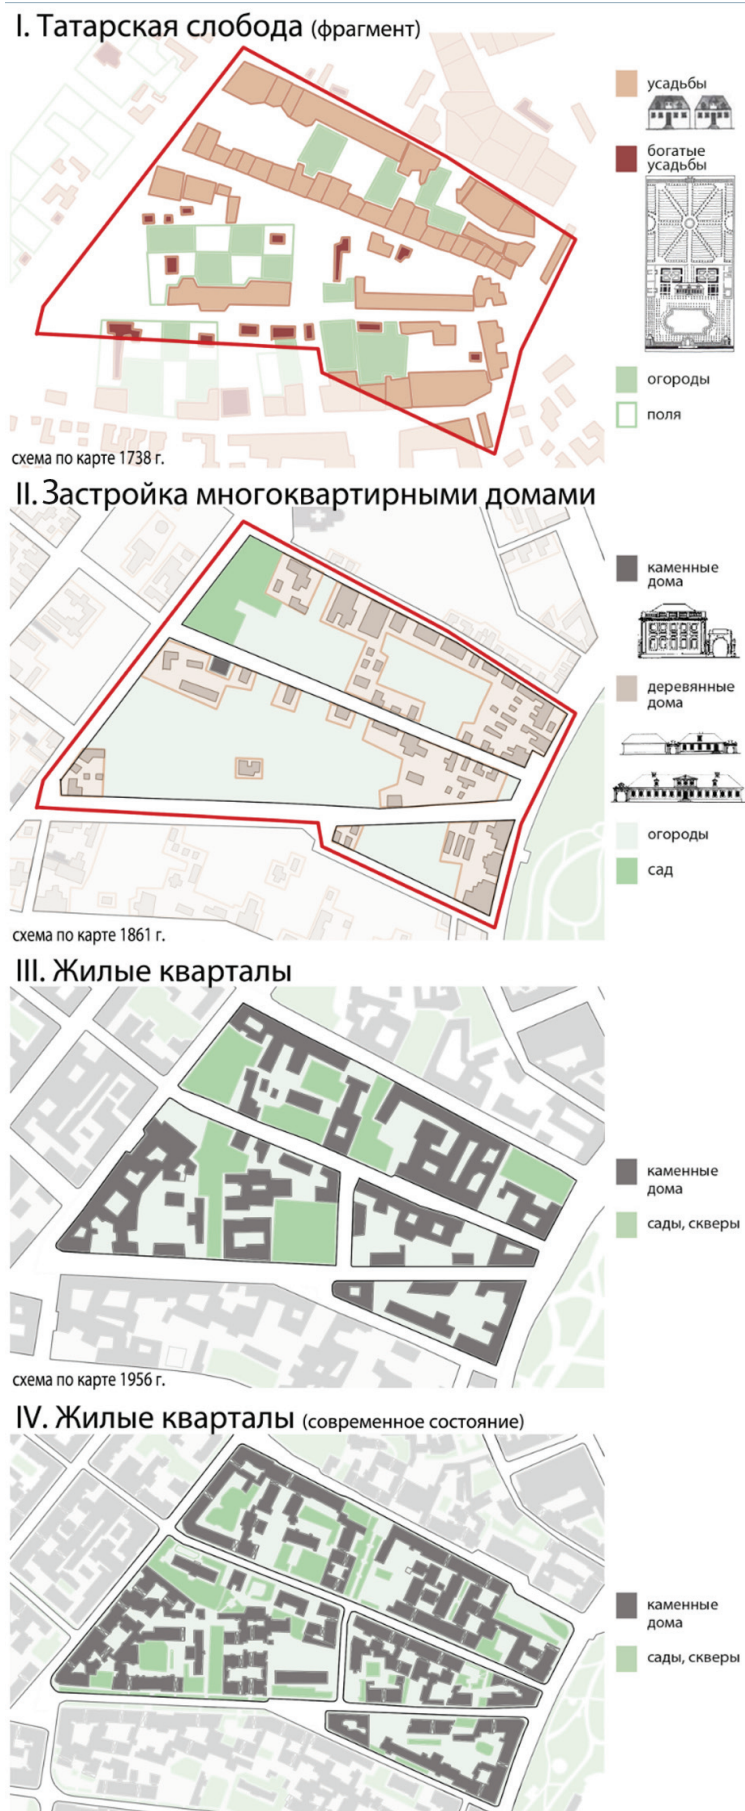 I. Татарская слобода (фрагмент)
усадьбы
богатые
усадьбы
огороды
поля
схема по карте 1738 г.
II. Застройка многоквартирными домами
каменные
дома
деревянные
дома
огороды
сад
схема по карте 1861 г.
III. Жилые кварталы
каменные
дома
сады, скверы
схема по карте 1956 г.
IV. Жилые кварталы (современное состояние)
каменные
дома
сады, скверы